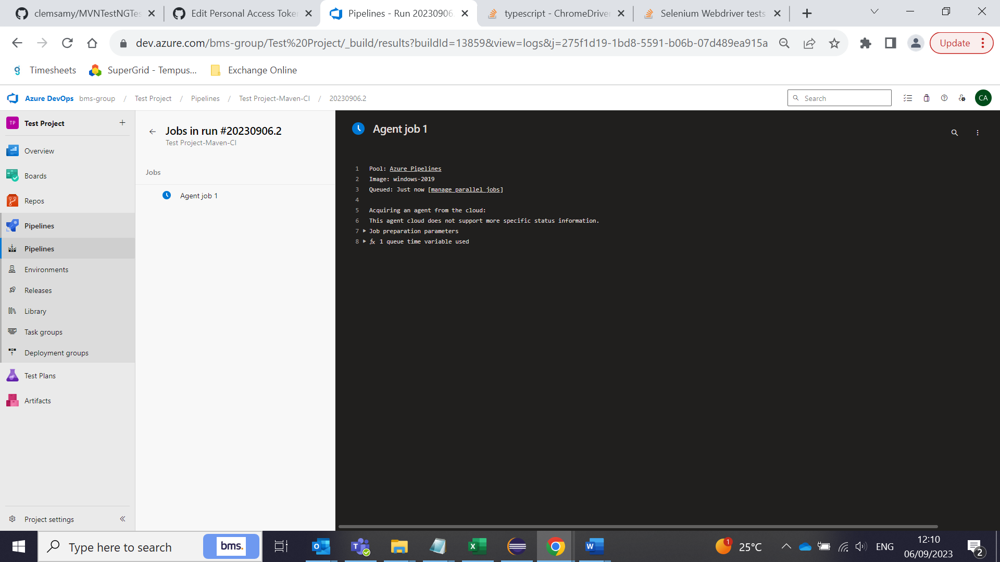 clemsamy/MVNTestNGTes
Edit Personal Access Toker
Pipelines - Run 20230906.
typescript - ChromeDriver
Selenium Webdriver tests
dev.azure.com/bms-group/Test%20Project/_build/results?buildId=13859&view=logs&j=275f1d19-1bd8-5591-b06b-07d489ea915a
Update
Timesheets
SuperGrid - Tempus...
Exchange Online
Azure DevOps bms-group / Test Project / Pipelines / Test Project-Maven-CI / 20230906.2
Search
CA
TP Test Project +
Overview
Boards
Repos
Pipelines
Pipelines
Environments
Releases
Library
Task groups
Deployment groups
Test Plans
Artifacts
Project settings
Jobs in run #20230906.2
Test Project-Maven-CI
Jobs
Agent job 1
Agent job 1
1 Pool: Azure Pipelines
2 Image: windows-2019
3 Queued: Just now [manage parallel jobs]
4
5 Acquiring an agent from the cloud:
6 This agent cloud does not support more specific status information.
7 Job preparation parameters
8 fx 1 queue time variable used
Type here to search
bms.
1
25°C
ENG
12:10
06/09/2023
2